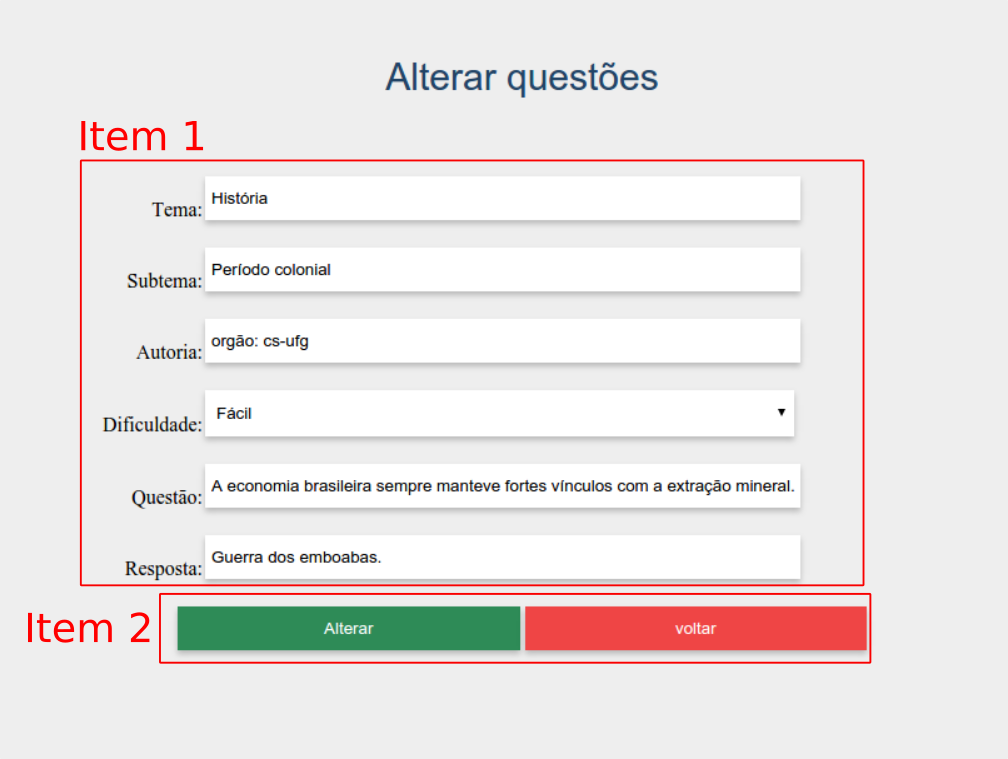 Alterar questões
Item 1
Tema: História
Subtema: Período colonial
Autoria: orgão: cs-ufg
Dificuldade: Fácil
Questão: A economia brasileira sempre manteve fortes vínculos com a extração mineral.
Resposta: Guerra dos emboabas.
Item 2 Alterar voltar